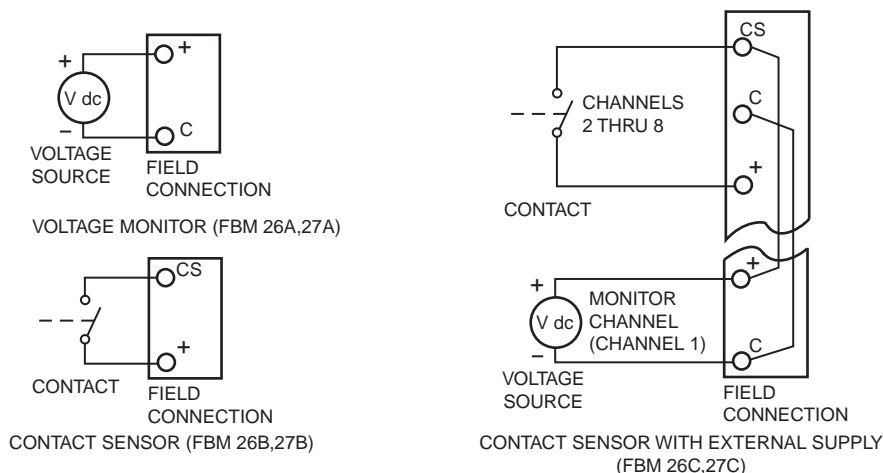 +
+
V dc
–
C
VOLTAGE
SOURCE
FIELD
CONNECTION
VOLTAGE MONITOR (FBM 26A,27A)
CS
+
CONTACT
FIELD
CONNECTION
CONTACT SENSOR (FBM 26B,27B)
CS
C
CHANNELS
2 THRU 8
+
CONTACT
+
+
V dc
MONITOR
CHANNEL
(CHANNEL 1)
–
C
VOLTAGE
SOURCE
FIELD
CONNECTION
CONTACT SENSOR WITH EXTERNAL SUPPLY
(FBM 26C,27C)